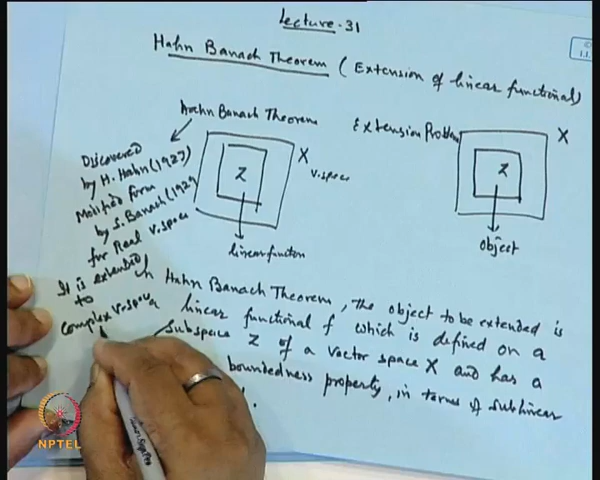 Lecture-31
Hahn Banach Theorem (Extension of linear functional)
Ahhn Banach Theorem
Extension Problem
X
X
V.space
Z
Z
linear function
object
Discovered
by H. Hahn (1927)
Modified form
by S. Banach (1929
for Real V.space
It is extended
to
Complex V-space
Hahn Banach Theorem, The object to be extended is
linear functional f which is defined on a
subspace Z of a vector space X and has a
boundedness property, in terms of sublinear
NPTEL